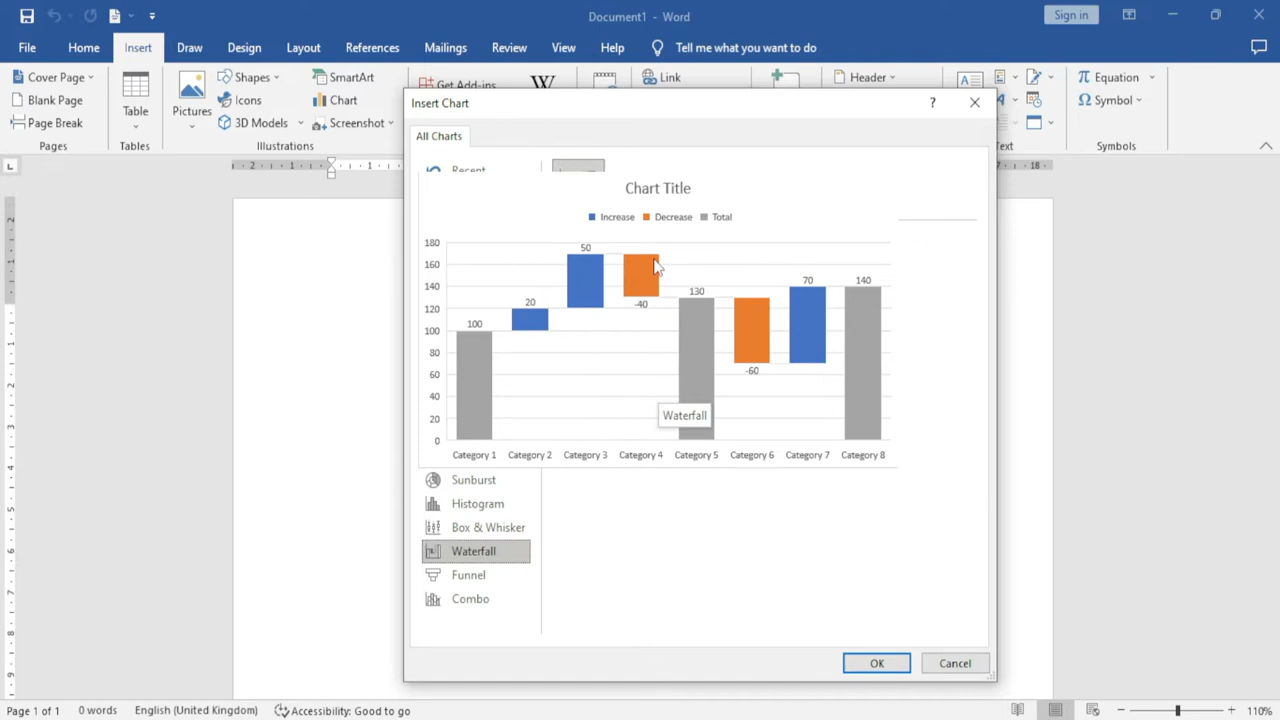 Document1 - Word
Sign in
File Home Insert Draw Design Layout References Mailings Review View Help Tell me what you want to do
Cover Page
Blank Page
Page Break
Pages
Table
Tables
Pictures
Shapes
Icons
3D Models
SmartArt
Chart
Screenshot
Illustrations
Get Add-ins
W
Link
Header
Text
Equation
Symbol
Symbols
Insert Chart
?
All Charts
Recent
Chart Title
Increase Decrease Total
180
160
140
120
100
80
60
40
20
0
100
20
50
-40
130
-60
70
140
Category 1 Category 2 Category 3 Category 4 Category 5 Category 6 Category 7 Category 8
Waterfall
Sunburst
Histogram
Box & Whisker
Waterfall
Funnel
Combo
OK Cancel
Page 1 of 1 0 words English (United Kingdom) Accessibility: Good to go 110%